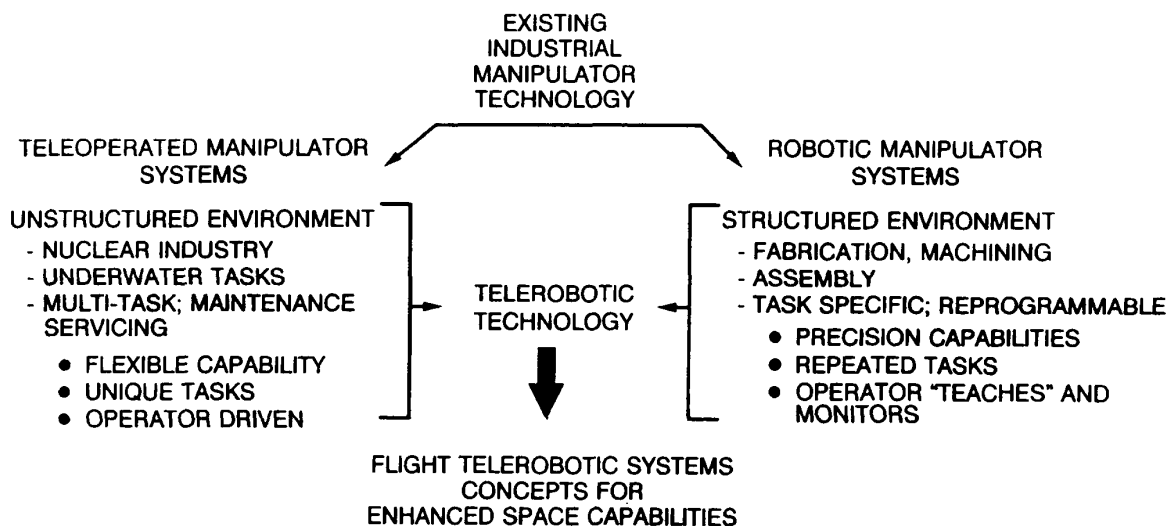 EXISTING
INDUSTRIAL
MANIPULATOR
TECHNOLOGY
TELEOPERATED MANIPULATOR
SYSTEMS
UNSTRUCTURED ENVIRONMENT
- NUCLEAR INDUSTRY
- UNDERWATER TASKS
- MULTI-TASK; MAINTENANCE
SERVICING
● FLEXIBLE CAPABILITY
● UNIQUE TASKS
● OPERATOR DRIVEN
TELEROBOTIC
TECHNOLOGY
ROBOTIC MANIPULATOR
SYSTEMS
STRUCTURED ENVIRONMENT
- FABRICATION, MACHINING
- ASSEMBLY
- TASK SPECIFIC; REPROGRAMMABLE
● PRECISION CAPABILITIES
● REPEATED TASKS
● OPERATOR "TEACHES" AND
MONITORS
FLIGHT TELEROBOTIC SYSTEMS
CONCEPTS FOR
ENHANCED SPACE CAPABILITIES